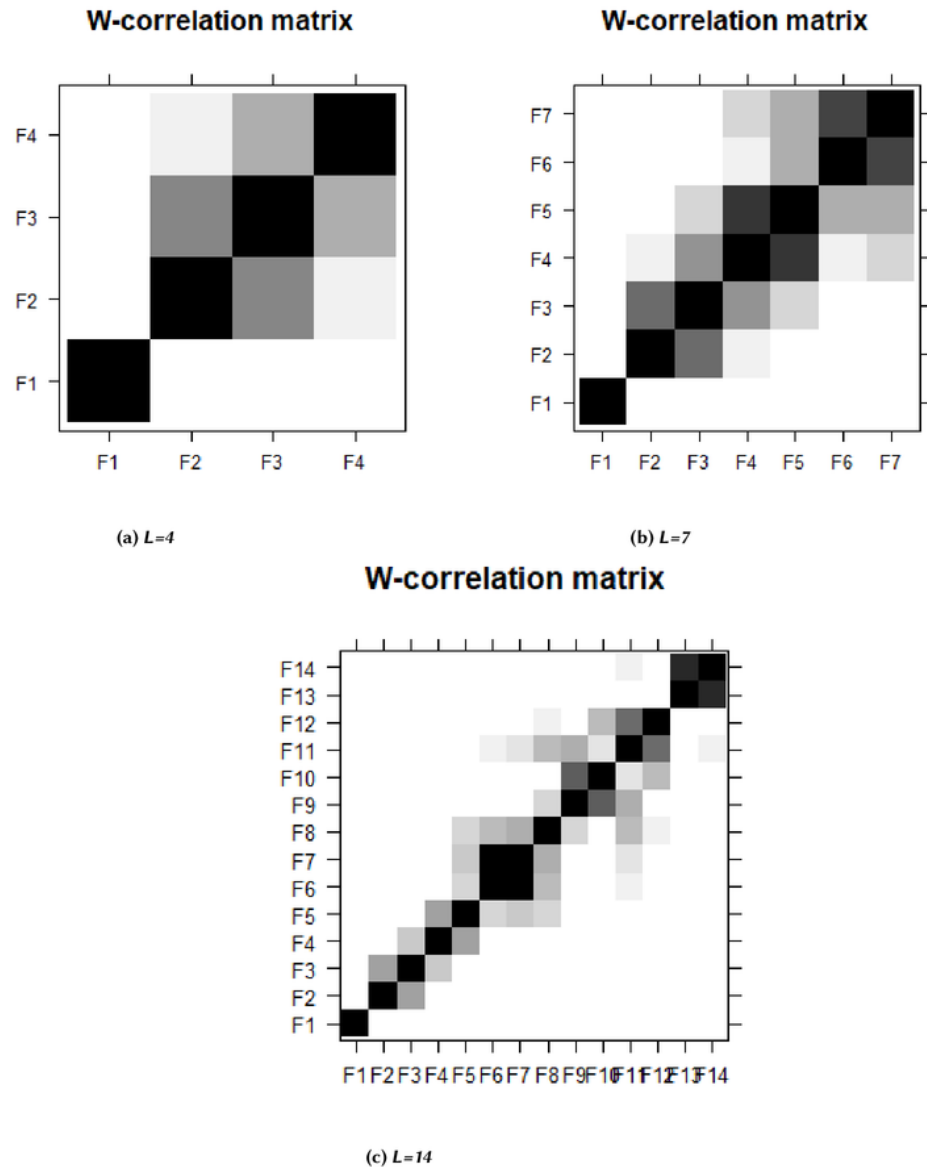 W-correlation matrix
F4
F3
F2
F1
F1 F2 F3 F4
(a) L=4
W-correlation matrix
F7
F6
F5
F4
F3
F2
F1
F1 F2 F3 F4 F5 F6 F7
(b) L=7
W-correlation matrix
F14
F13
F12
F11
F10
F9
F8
F7
F6
F5
F4
F3
F2
F1
F1 F2 F3 F4 F5 F6 F7 F8 F9 F10 F11 F12 F13 F14
(c) L=14